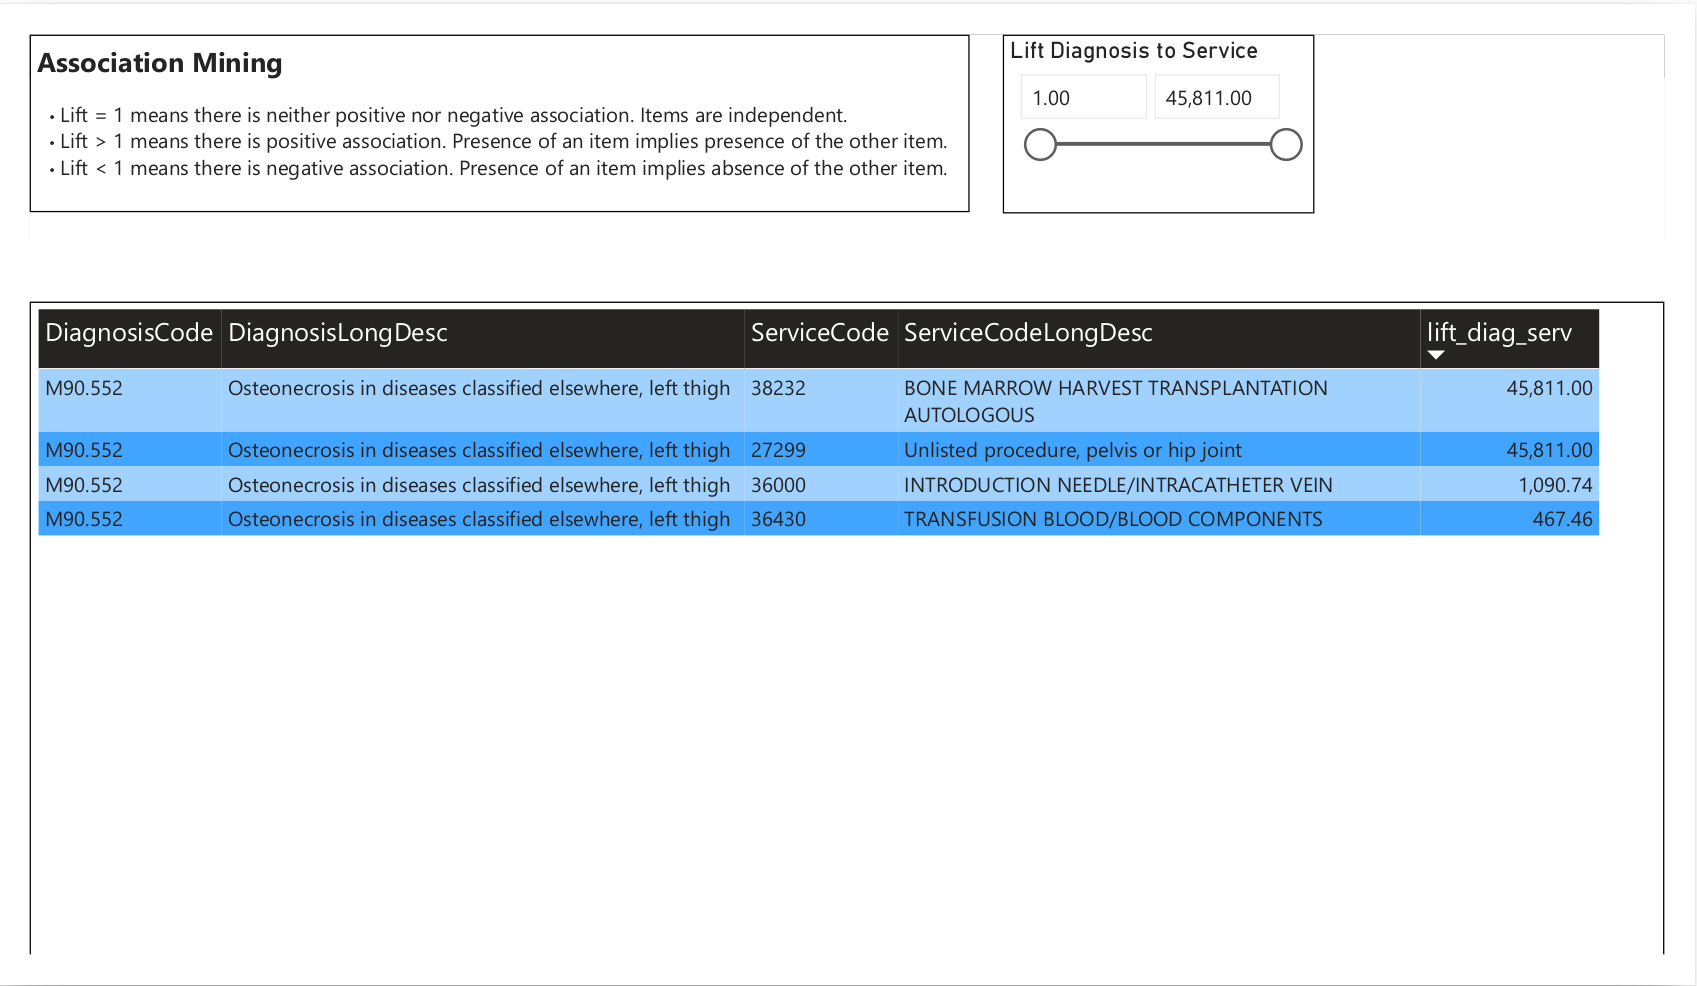 Association Mining
• Lift = 1 means there is neither positive nor negative association. Items are independent.
• Lift > 1 means there is positive association. Presence of an item implies presence of the other item.
• Lift < 1 means there is negative association. Presence of an item implies absence of the other item.
Lift Diagnosis to Service
1.00 45,811.00
DiagnosisCode DiagnosisLongDesc ServiceCode ServiceCodeLongDesc lift_diag_serv
M90.552 Osteonecrosis in diseases classified elsewhere, left thigh 38232 BONE MARROW HARVEST TRANSPLANTATION 45,811.00
AUTOLOGOUS
M90.552 Osteonecrosis in diseases classified elsewhere, left thigh 27299 Unlisted procedure, pelvis or hip joint 45,811.00
M90.552 Osteonecrosis in diseases classified elsewhere, left thigh 36000 INTRODUCTION NEEDLE/INTRACATHETER VEIN 1,090.74
M90.552 Osteonecrosis in diseases classified elsewhere, left thigh 36430 TRANSFUSION BLOOD/BLOOD COMPONENTS 467.46